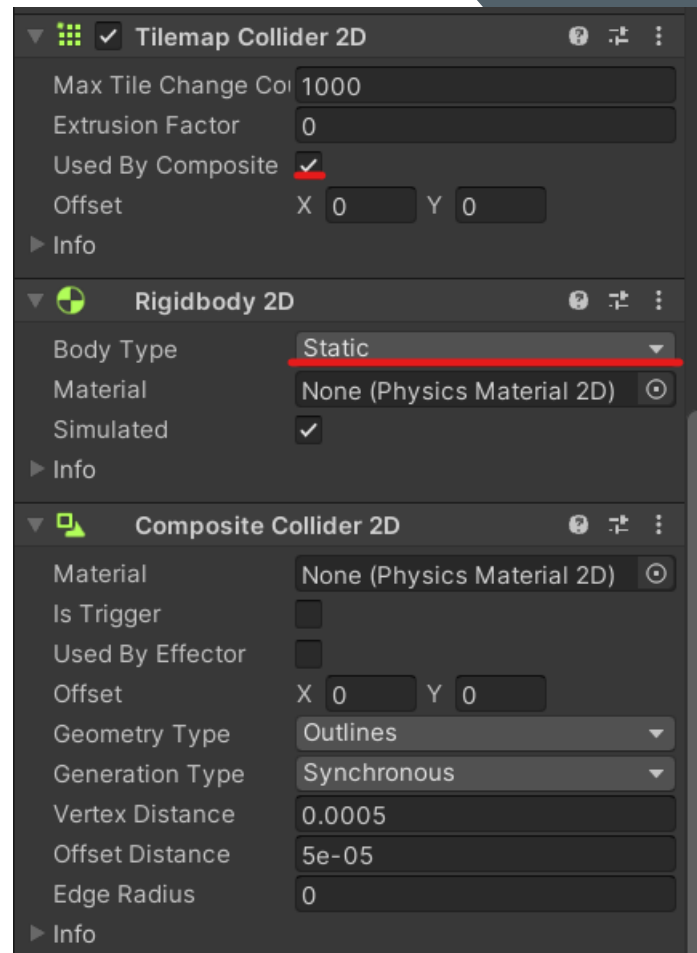 Tilemap Collider 2D
Max Tile Change Cou 1000
Extrusion Factor 0
Used By Composite
Offset X 0 Y 0
Info
Rigidbody 2D
Body Type Static
Material None (Physics Material 2D)
Simulated
Info
Composite Collider 2D
Material None (Physics Material 2D)
Is Trigger
Used By Effector
Offset X 0 Y 0
Geometry Type Outlines
Generation Type Synchronous
Vertex Distance 0.0005
Offset Distance 5e-05
Edge Radius 0
Info